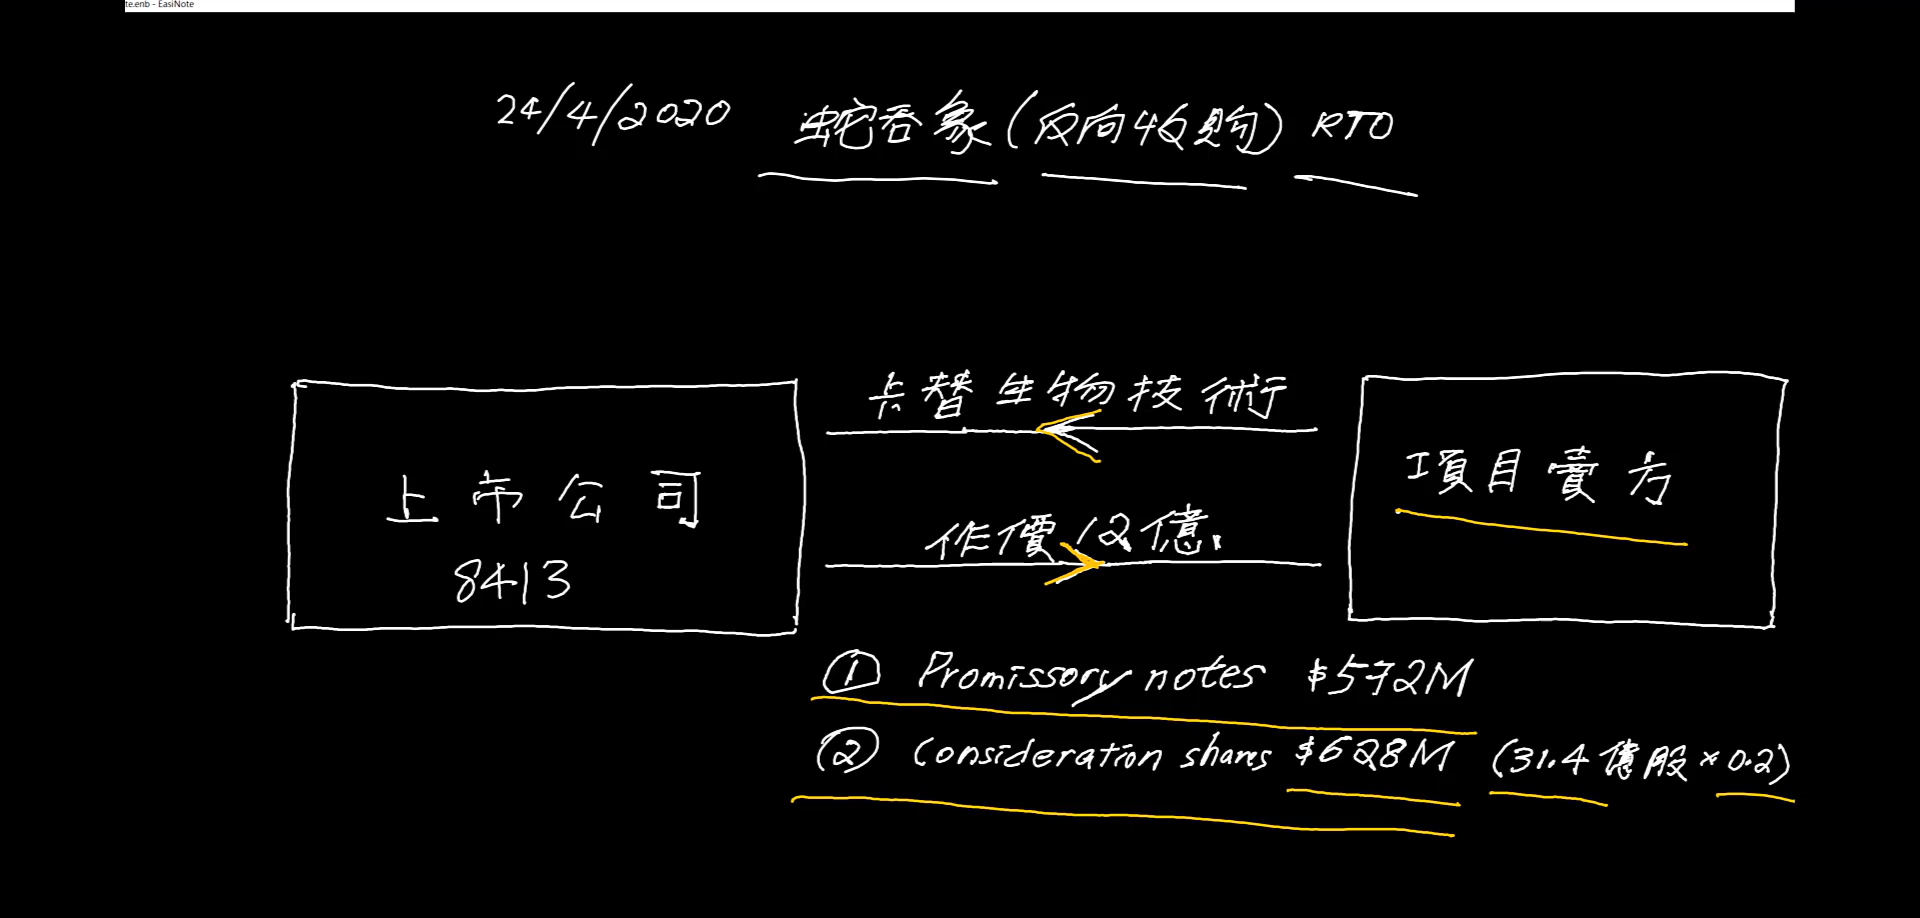 te.enb - EasiNote
24/4/2020 蛇吞象(反向收购) RTO
卡替生物技術
上市公司
8413
項目賣方
作價12億
① Promissory notes $572M
② Consideration shares $628M (31.4億股×0.2)